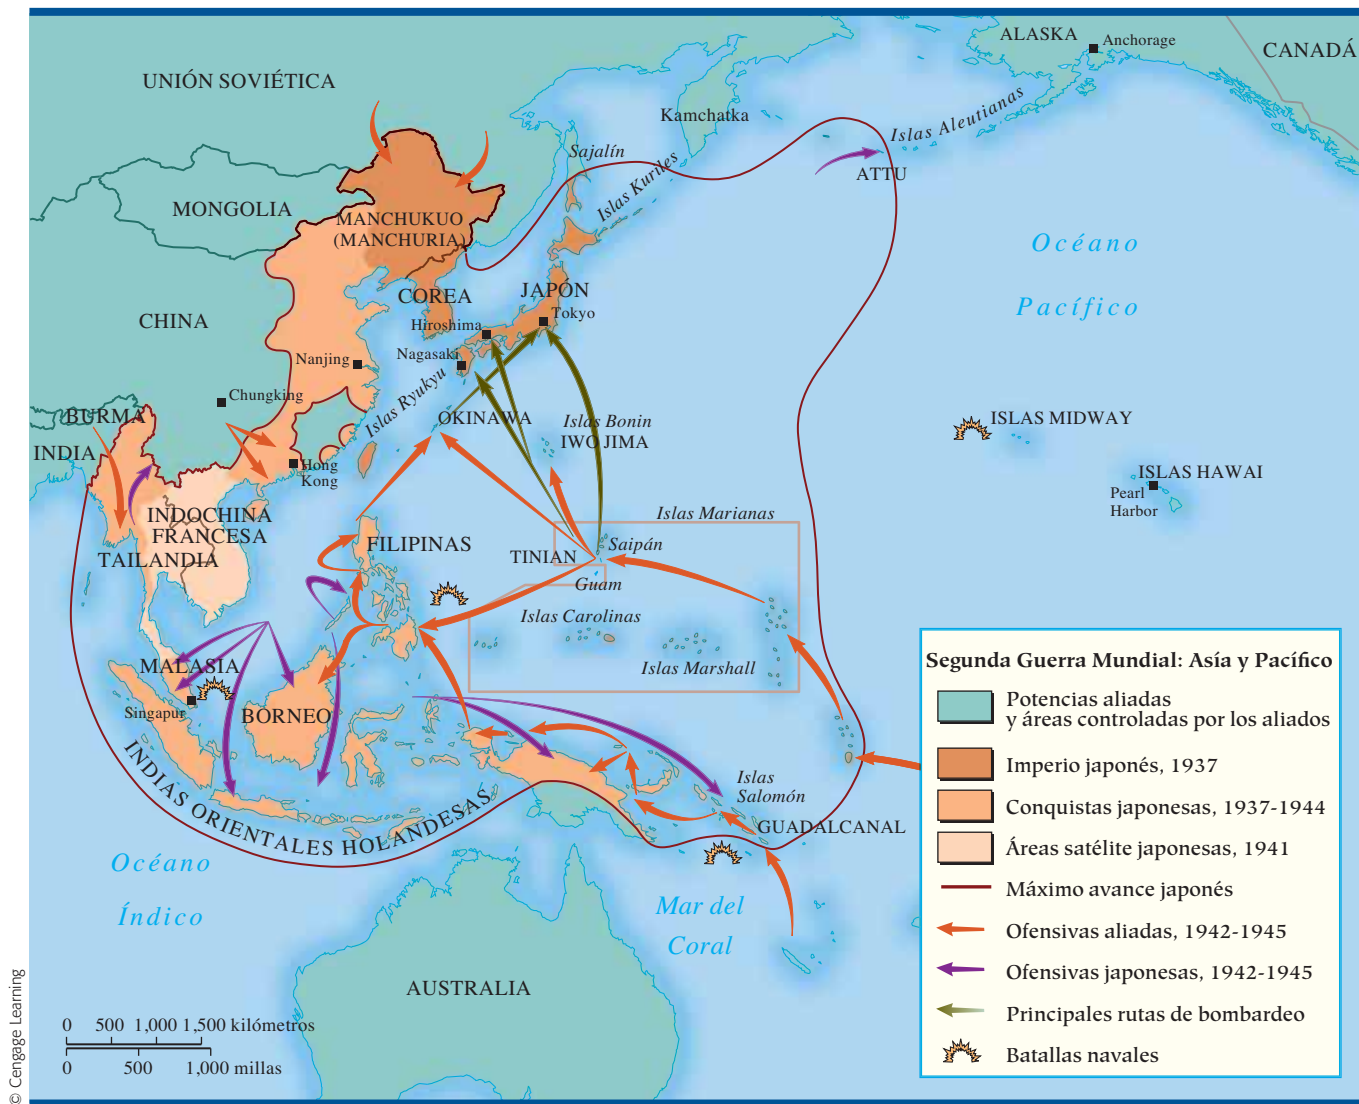 ALASKA
Anchorage
CANADÁ
UNIÓN SOVIÉTICA
Kamchatka
Islas Aleutianas
Sajalín
ATTU
Islas Kuriles
MONGOLIA
MANCHUKUO
(MANCHURIA)
Océano
Pacífico
COREA
JAPÓN
Tokyo
Hiroshima
CHINA
Nanjing
Nagasaki
Chungking
Islas Ryukyu
BURMA
OKINAWA
Islas Bonin
IWO JIMA
ISLAS MIDWAY
INDIA
Hong
Kong
ISLAS HAWAI
Pearl
Harbor
INDOCHINA
FRANCESA
TAILANDIA
FILIPINAS
Islas Marianas
TINIAN
Saipán
Guam
Islas Carolinas
Islas Marshall
MALASIA
Singapur
BORNEO
INDIAS ORIENTALES HOLANDESAS
Islas
Salomón
GUADALCANAL
Océano
Índico
Mar del
Coral
AUSTRALIA
Segunda Guerra Mundial: Asía y Pacífico
Potencias aliadas
y áreas controladas por los aliados
Imperio japonés, 1937
Conquistas japonesas, 1937-1944
Áreas satélite japonesas, 1941
Máximo avance japonés
Ofensivas aliadas, 1942-1945
Ofensivas japonesas, 1942-1945
Principales rutas de bombardeo
Batallas navales
0 500 1,000 1,500 kilómetros
0 500 1,000 millas
© Cengage Learning